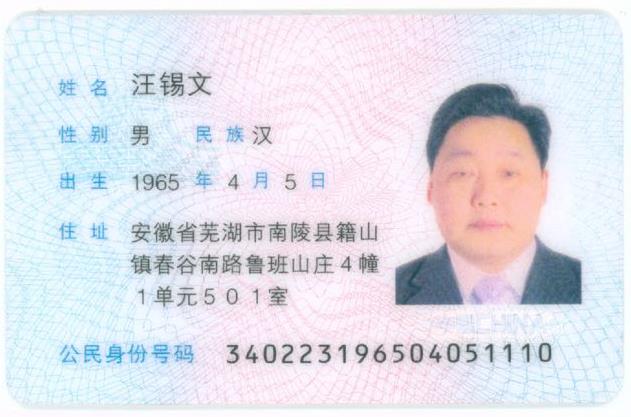 姓名 汪锡文
性别 男 民族 汉
出生 1965 年 4 月 5 日
住址 安徽省芜湖市南陵县籍山
镇春谷南路鲁班山庄４幢
１单元５０１室
公民身份号码 340223196504051110